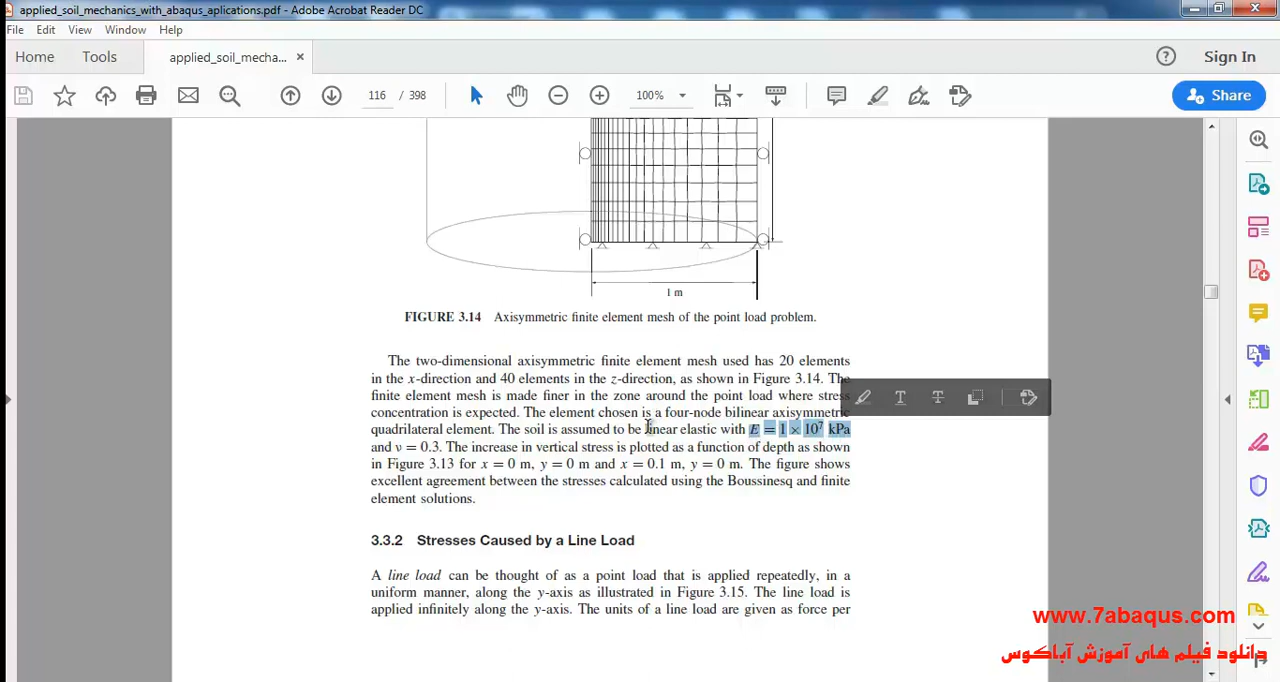 applied_soil_mechanics_with_abaqus_aplications.pdf - Adobe Acrobat Reader DC
File Edit View Window Help
Home Tools applied_soil_mecha... × Sign In
116 / 398 100% Share
1 m
FIGURE 3.14 Axisymmetric finite element mesh of the point load problem.
The two-dimensional axisymmetric finite element mesh used has 20 elements
in the x-direction and 40 elements in the z-direction, as shown in Figure 3.14. The
finite element mesh is made finer in the zone around the point load where stress
concentration is expected. The element chosen is a four-node bilinear axisymmetric
quadrilateral element. The soil is assumed to be linear elastic with E = 1 × 10⁷ kPa
and ν = 0.3. The increase in vertical stress is plotted as a function of depth as shown
in Figure 3.13 for x = 0 m, y = 0 m and x = 0.1 m, y = 0 m. The figure shows
excellent agreement between the stresses calculated using the Boussinesq and finite
element solutions.
3.3.2 Stresses Caused by a Line Load
A line load can be thought of as a point load that is applied repeatedly, in a
uniform manner, along the y-axis as illustrated in Figure 3.15. The line load is
applied infinitely along the y-axis. The units of a line load are given as force per
www.7abaqus.com
دانلود فیلم های آموزش آباکوس